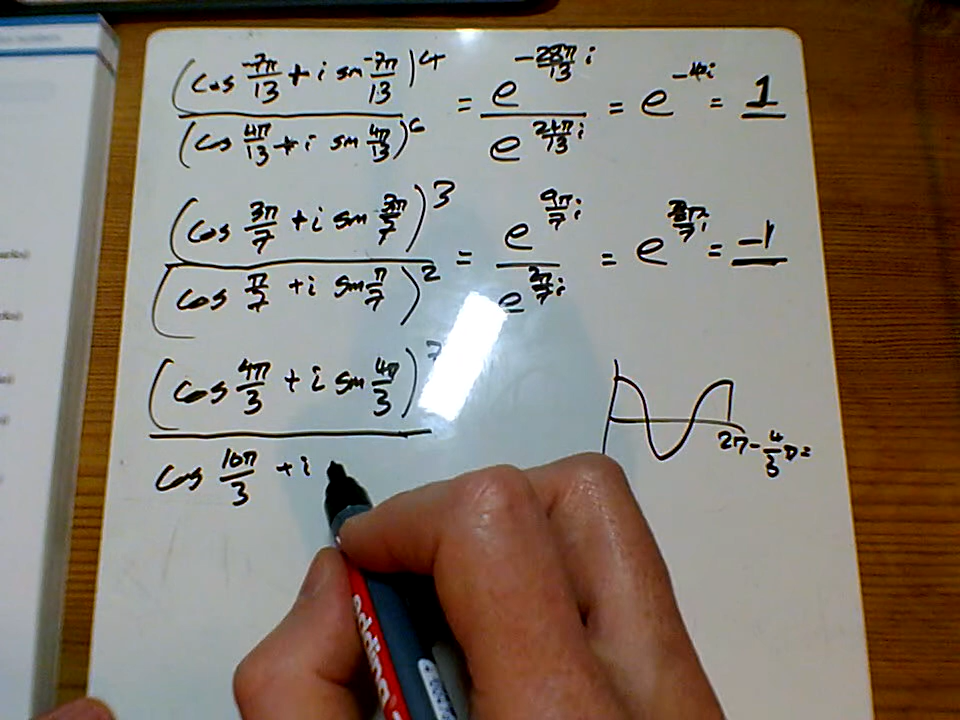 (cos -7π/13 + i sin -7π/13)^4 / (cos 4π/13 + i sin 4π/13)^6 = e^(-28π/13 i) / e^(24π/13 i) = e^(-4πi) = 1
(cos 3π/7 + i sin 3π/7)^3 / (cos π/7 + i sin π/7)^2 = e^(9π/7 i) / e^(2π/7 i) = e^(7π/7 i) = -1
(cos 4π/3 + i sin 4π/3)^7 / cos 10π/3 + i
2π - 4/3 π =
edding